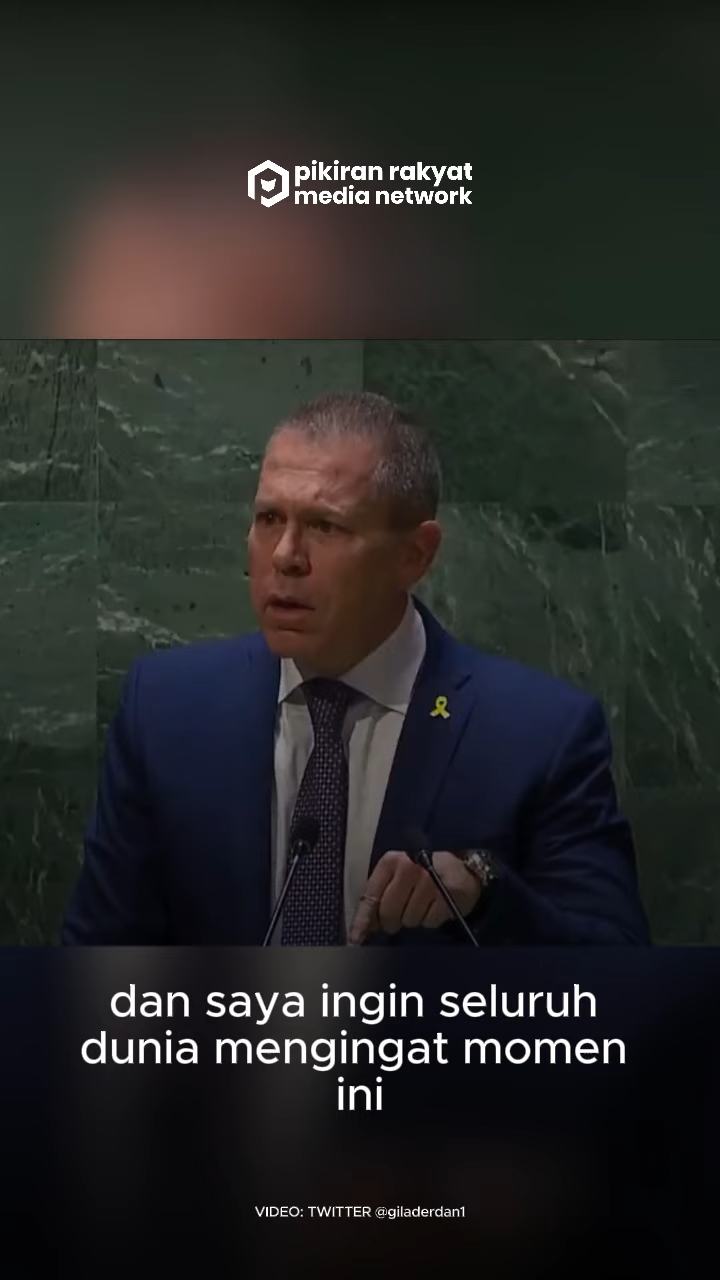 pikiran rakyat
media network
dan saya ingin seluruh
dunia mengingat momen
ini
VIDEO: TWITTER @giladerdan1